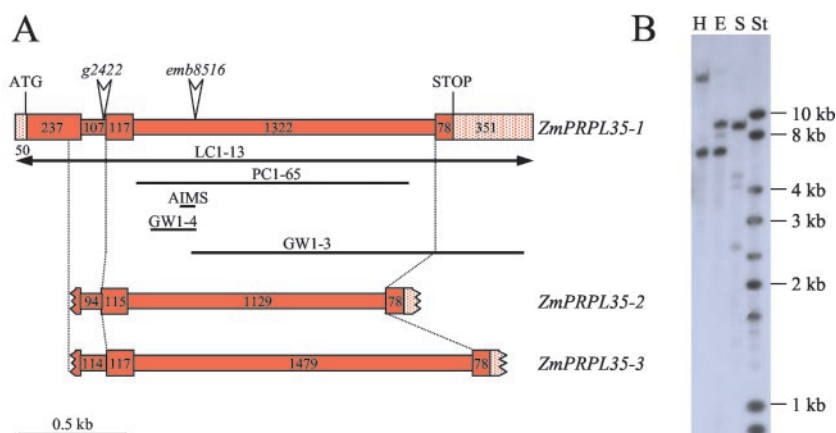 A
B
g2422
emb8516
H E S St
ATG
STOP
237
107
117
1322
78
351
ZmPRPL35-1
50
LC1-13
PC1-65
AIMS
GW1-4
GW1-3
94
115
1129
78
ZmPRPL35-2
114
117
1479
78
ZmPRPL35-3
0.5 kb
10 kb
8 kb
4 kb
3 kb
2 kb
1 kb